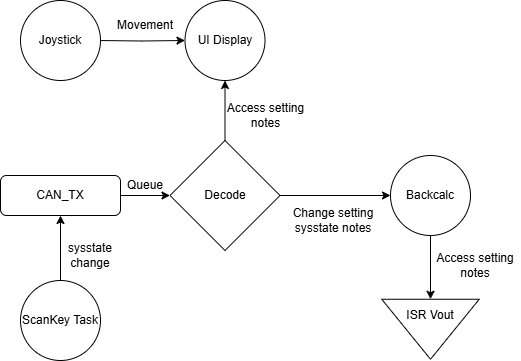 Joystick
Movement
UI Display
Access setting
notes
CAN_TX
Queue
Decode
Change setting
sysstate notes
Backcalc
sysstate
change
Access setting
notes
ScanKey Task
ISR Vout